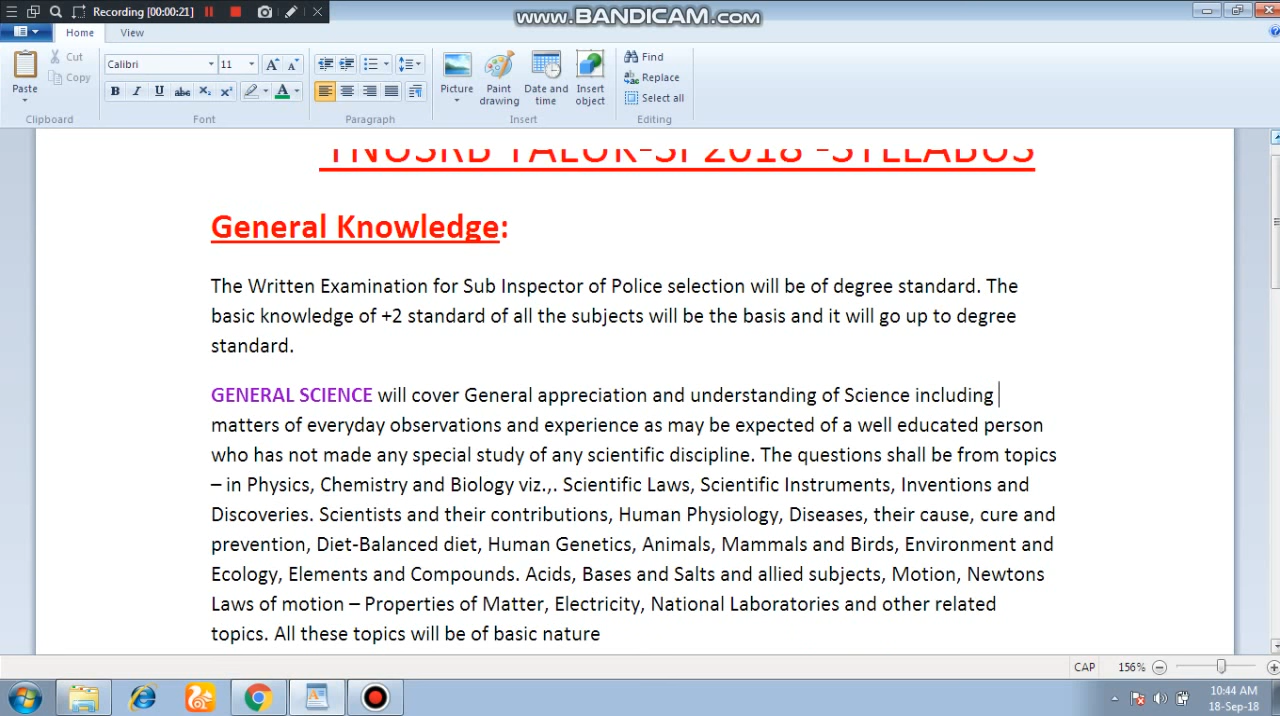 Recording [00:00:21]
www.BANDICAM.com
Home View
Paste Cut Copy Clipboard
Calibri 11 Font
Paragraph
Picture Paint drawing Date and time Insert object Insert
Find Replace Select all Editing
TNUSRB TALUK-SI 2018 -SYLLABUS
General Knowledge:
The Written Examination for Sub Inspector of Police selection will be of degree standard. The
basic knowledge of +2 standard of all the subjects will be the basis and it will go up to degree
standard.
GENERAL SCIENCE will cover General appreciation and understanding of Science including
matters of everyday observations and experience as may be expected of a well educated person
who has not made any special study of any scientific discipline. The questions shall be from topics
– in Physics, Chemistry and Biology viz.,. Scientific Laws, Scientific Instruments, Inventions and
Discoveries. Scientists and their contributions, Human Physiology, Diseases, their cause, cure and
prevention, Diet-Balanced diet, Human Genetics, Animals, Mammals and Birds, Environment and
Ecology, Elements and Compounds. Acids, Bases and Salts and allied subjects, Motion, Newtons
Laws of motion – Properties of Matter, Electricity, National Laboratories and other related
topics. All these topics will be of basic nature
CAP 156%
10:44 AM
18-Sep-18